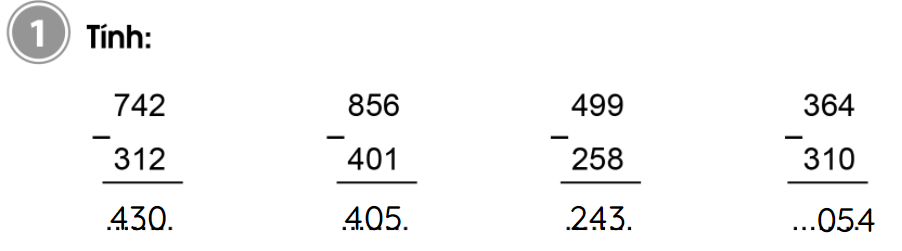 1 Tính:
742 856 499 364
− − − −
312 401 258 310
.430. .405. .243. ...054